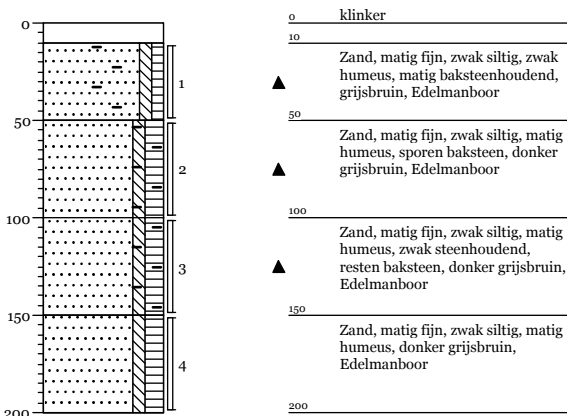 0
50
100
150
200
1
2
3
4
0 klinker
10
Zand, matig fijn, zwak siltig, zwak
humeus, matig baksteenhoudend,
grijsbruin, Edelmanboor
50
Zand, matig fijn, zwak siltig, matig
humeus, sporen baksteen, donker
grijsbruin, Edelmanboor
100
Zand, matig fijn, zwak siltig, matig
humeus, zwak steenhoudend,
resten baksteen, donker grijsbruin,
Edelmanboor
150
Zand, matig fijn, zwak siltig, matig
humeus, donker grijsbruin,
Edelmanboor
200